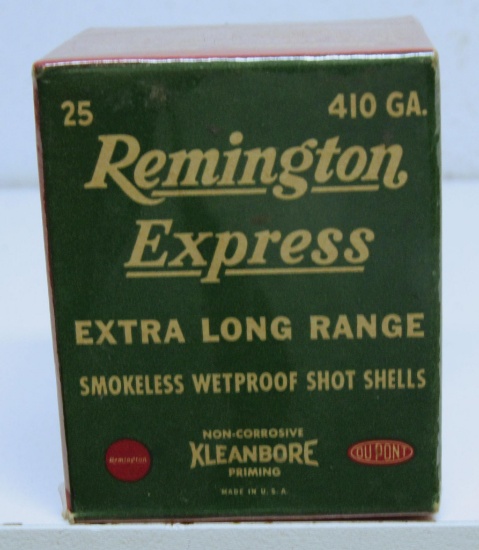 25 410 GA.
Remington
Express
EXTRA LONG RANGE
SMOKELESS WETPROOF SHOT SHELLS
NON-CORROSIVE
KLEANBORE
PRIMING
Remington
DU PONT
MADE IN U.S.A.